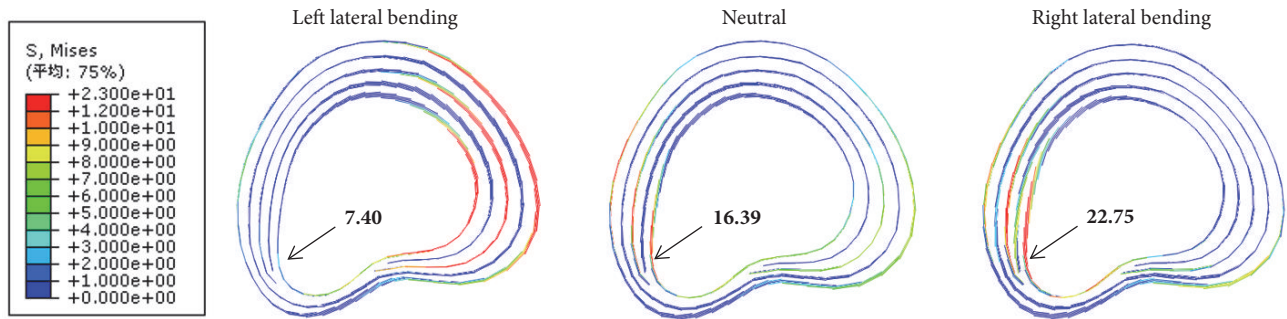 Left lateral bending
Neutral
Right lateral bending
S, Mises
(平均: 75%)
+2.300e+01
+1.200e+01
+1.000e+01
+9.000e+00
+8.000e+00
+7.000e+00
+6.000e+00
+5.000e+00
+4.000e+00
+3.000e+00
+2.000e+00
+1.000e+00
+0.000e+00
7.40
16.39
22.75